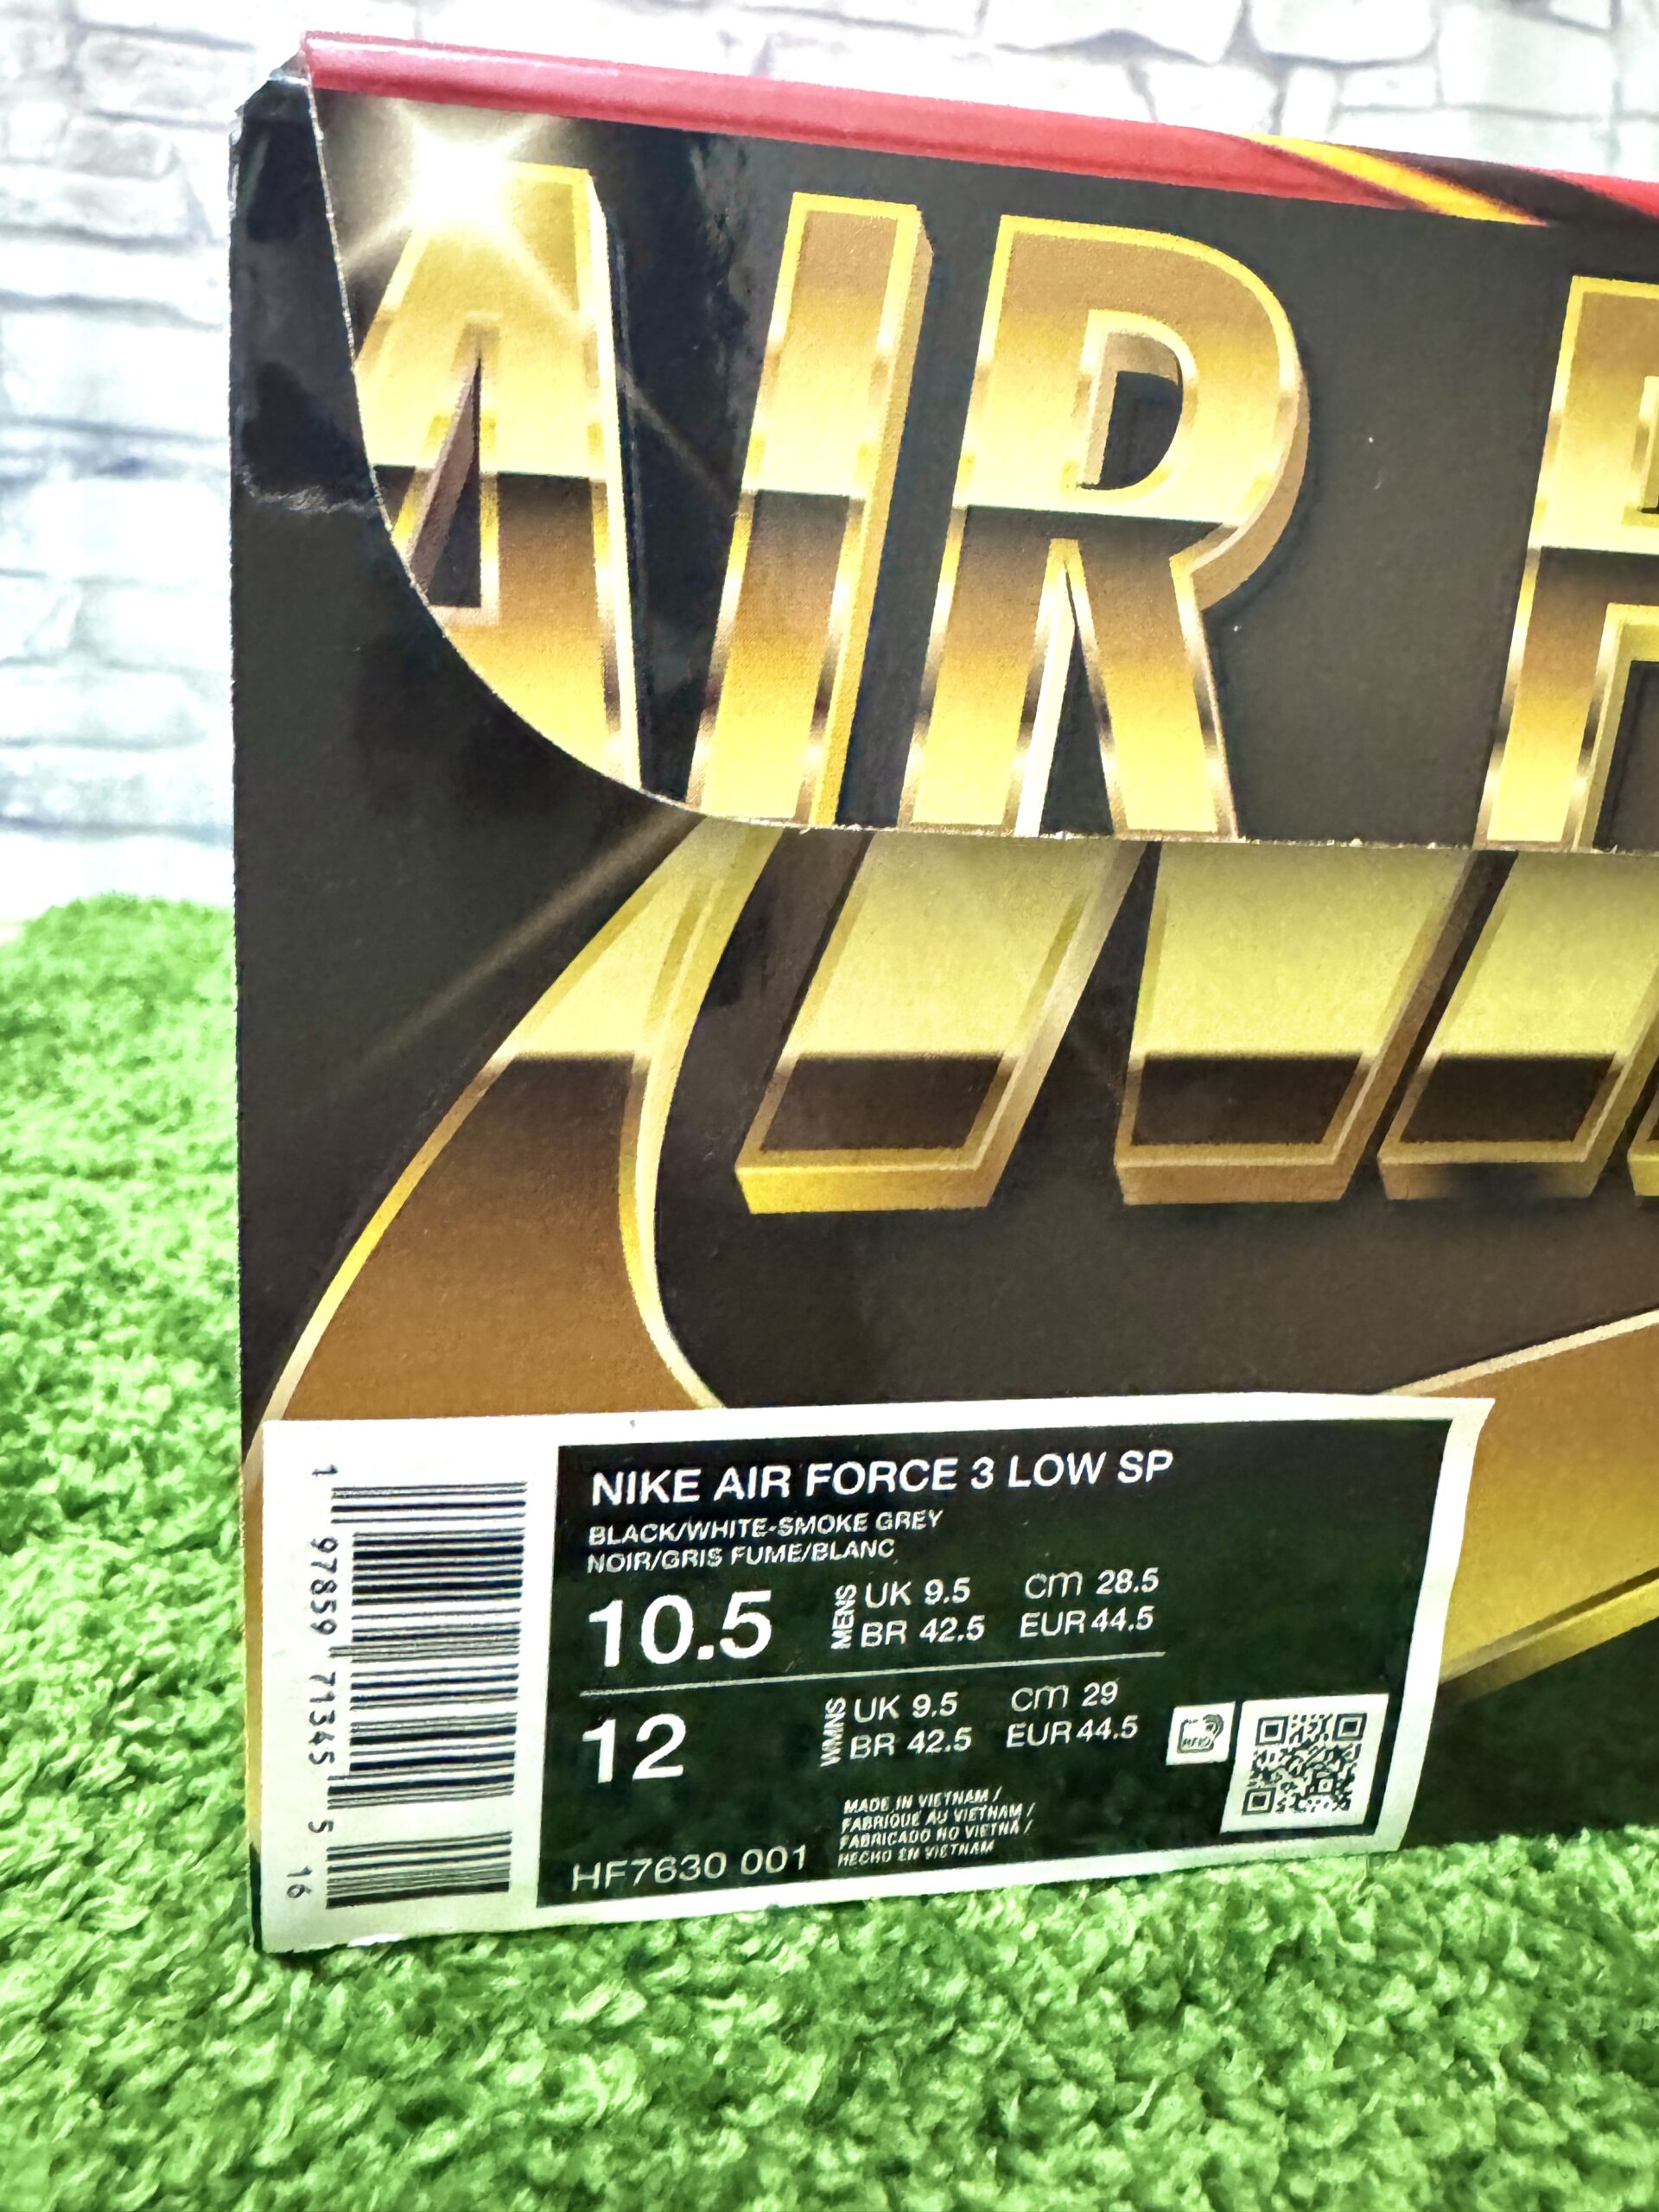 AIR F
NIKE AIR FORCE 3 LOW SP
BLACK/WHITE-SMOKE GREY
NOIR/GRIS FUME/BLANC
10.5 MENS UK 9.5 cm 28.5
BR 42.5 EUR 44.5
12 WMNS UK 9.5 cm 29
BR 42.5 EUR 44.5
RFID
MADE IN VIETNAM /
FABRIQUE AU VIETNAM /
FABRICADO NO VIETNÃ /
HECHO EN VIETNAM
HF7630 001
1 97859 71345 5 16